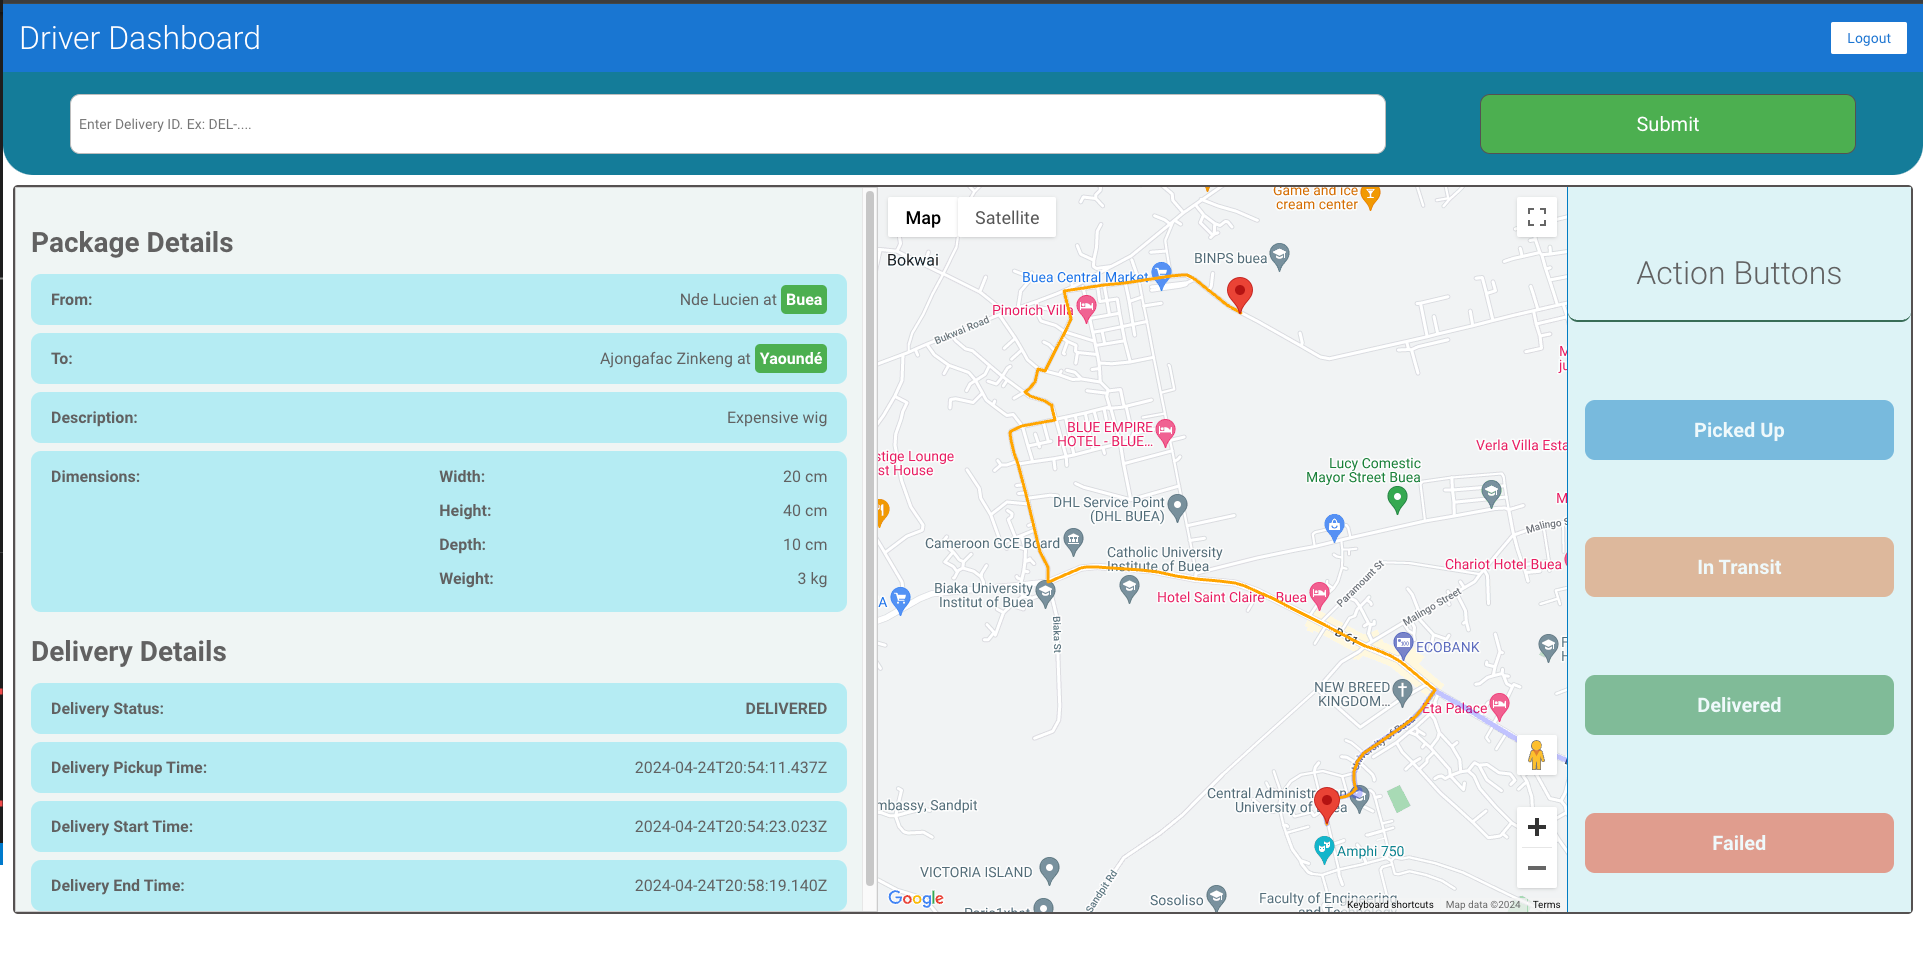 Driver Dashboard
Logout
Enter Delivery ID. Ex: DEL-....
Submit
Package Details
From:
Nde Lucien at Buea
To:
Ajongafac Zinkeng at Yaoundé
Description:
Expensive wig
Dimensions:
Width:
20 cm
Height:
40 cm
Depth:
10 cm
Weight:
3 kg
Delivery Details
Delivery Status:
DELIVERED
Delivery Pickup Time:
2024-04-24T20:54:11.437Z
Delivery Start Time:
2024-04-24T20:54:23.023Z
Delivery End Time:
2024-04-24T20:58:19.140Z
Map
Satellite
Game and ice
cream center
Bokwai
BINPS buea
Buea Central Market
Pinorich Villa
Bukwai Road
BLUE EMPIRE
HOTEL - BLUE...
Verla Villa Esta
stige Lounge
st House
Lucy Comestic
Mayor Street Buea
DHL Service Point
(DHL BUEA)
Malingo S
Cameroon GCE Board
Catholic University
Institute of Buea
Chariot Hotel Buea
Biaka University
Institut of Buea
Hotel Saint Claire - Buea
Paramount St
Malingo Street
Biaka St
ECOBANK
NEW BREED
KINGDOM...
Eta Palace
University of Buea
mbassy, Sandpit
Central Administr
University of
Amphi 750
VICTORIA ISLAND
Sandpit Rd
Sosoliso
Faculty of Engineering
Google
Keyboard shortcuts
Map data ©2024
Terms
Action Buttons
Picked Up
In Transit
Delivered
Failed